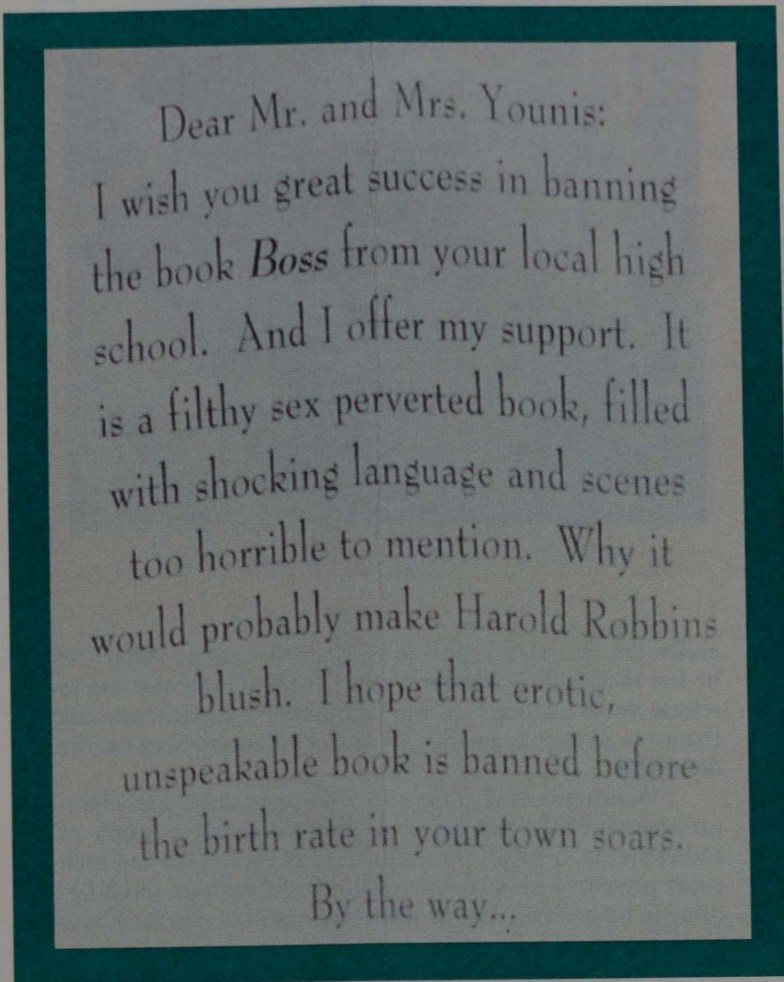 Dear Mr. and Mrs. Younis:
I wish you great success in banning
the book Boss from your local high
school. And I offer my support. It
is a filthy sex perverted book, filled
with shocking language and scenes
too horrible to mention. Why it
would probably make Harold Robbins
blush. I hope that erotic,
unspeakable book is banned before
the birth rate in your town soars.
By the way...